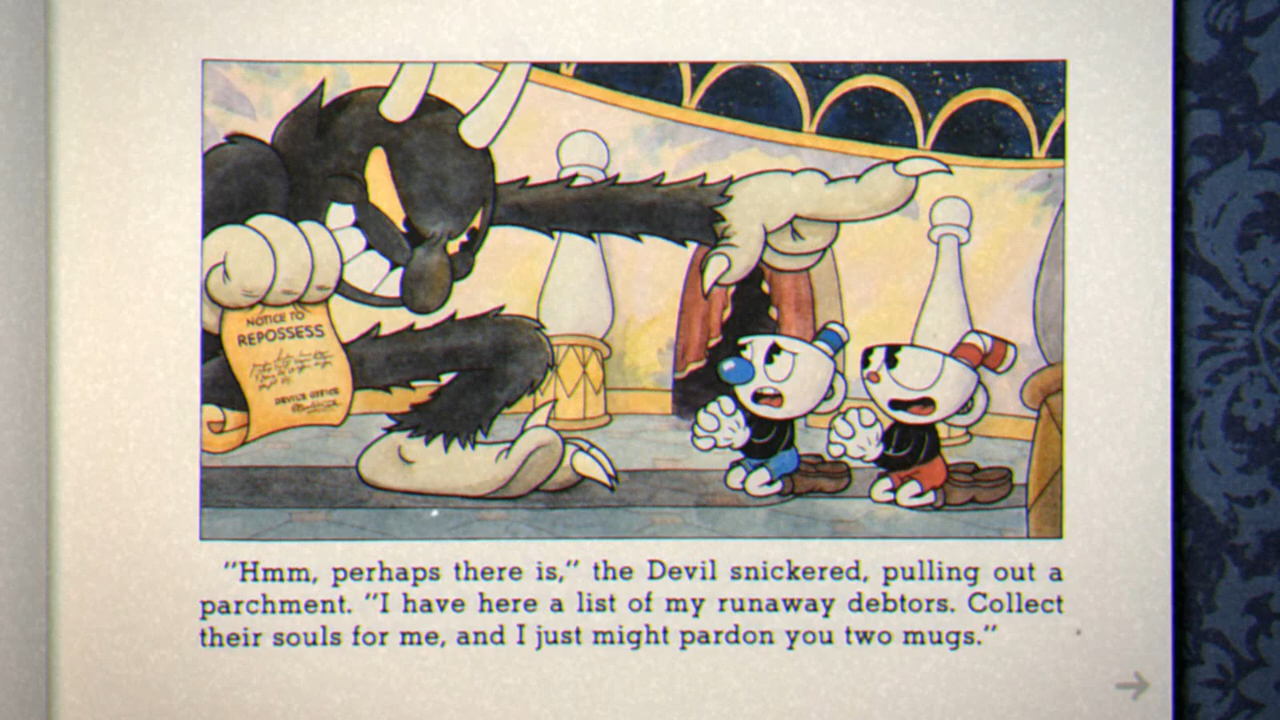 NOTICE TO
REPOSSESS
DEVIL'S OFFICE
"Hmm, perhaps there is," the Devil snickered, pulling out a
parchment. "I have here a list of my runaway debtors. Collect
their souls for me, and I just might pardon you two mugs."